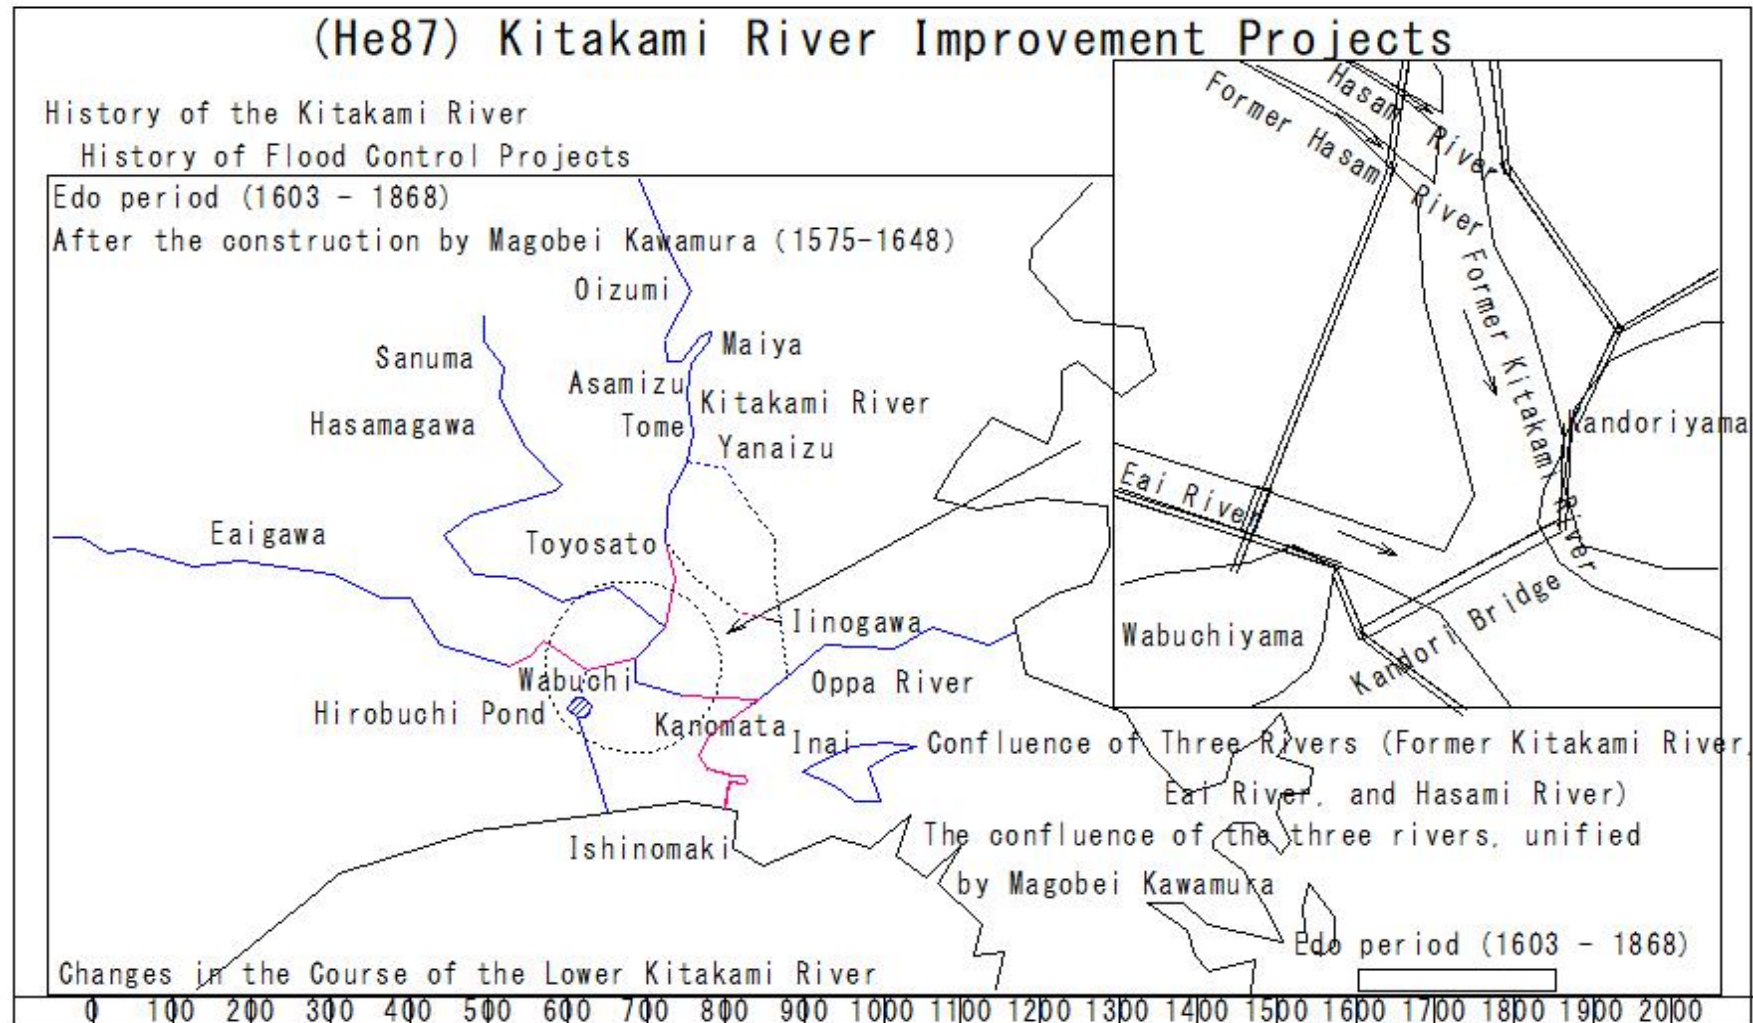 (He87) Kitakami River Improvement Projects
History of the Kitakami River
History of Flood Control Projects
Edo period (1603 - 1868)
After the construction by Magobei Kawamura (1575-1648)
Oizumi
Maiya
Sanuma
Asamizu
Kitakami River
Hasamagawa
Tome
Yanaizu
Eaigawa
Toyosato
Iinogawa
Wabuchi
Oppa River
Hirobuchi Pond
Kanomata
Inai
Ishinomaki
Hasam River
Former Hasam River
Former Kitakami River
Kandoriyama
Eai River
Wabuchiyama
Kandori Bridge
Confluence of Three Rivers (Former Kitakami River,
Eai River, and Hasami River)
The confluence of the three rivers, unified
by Magobei Kawamura
Edo period (1603 - 1868)
Changes in the Course of the Lower Kitakami River
0 100 200 300 400 500 600 700 800 900 1000 1100 1200 1300 1400 1500 1600 1700 1800 1900 2000